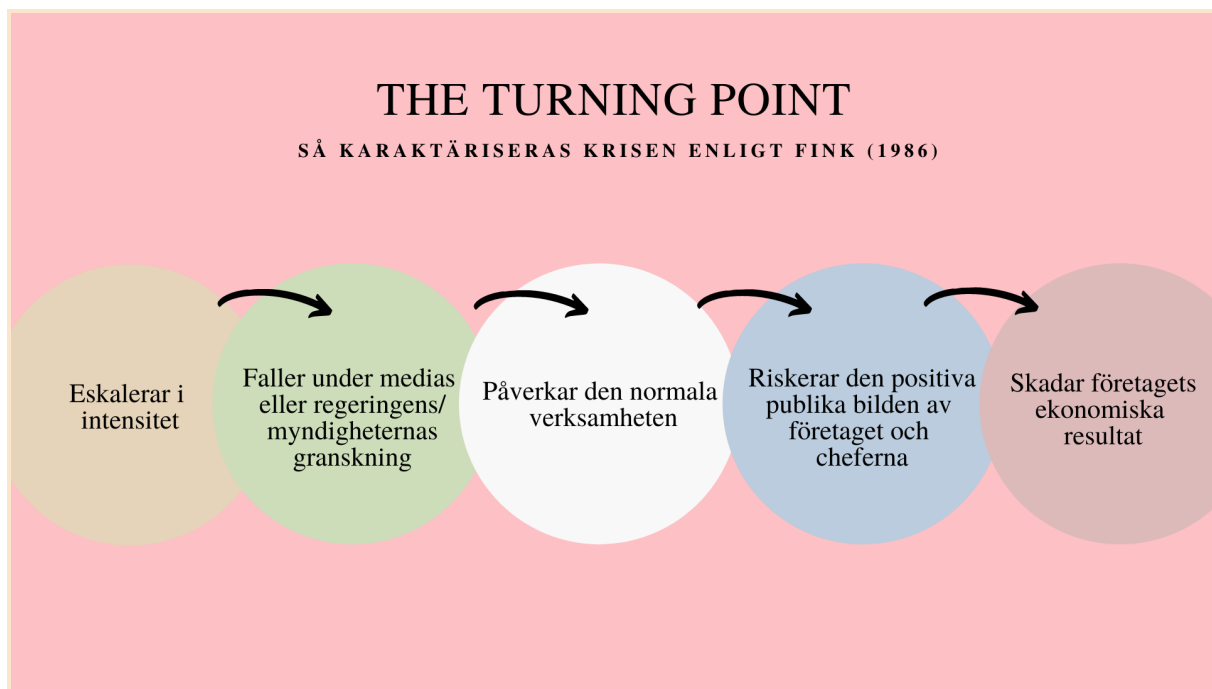 THE TURNING POINT
SÅ KARAKTÄRISERAS KRISEN ENLIGT FINK (1986)
Eskalerar i
intensitet
Faller under medias
eller regeringens/
myndigheternas
granskning
Påverkar den normala
verksamheten
Riskerar den positiva
publika bilden av
företaget och
cheferna
Skadar företagets
ekonomiska
resultat